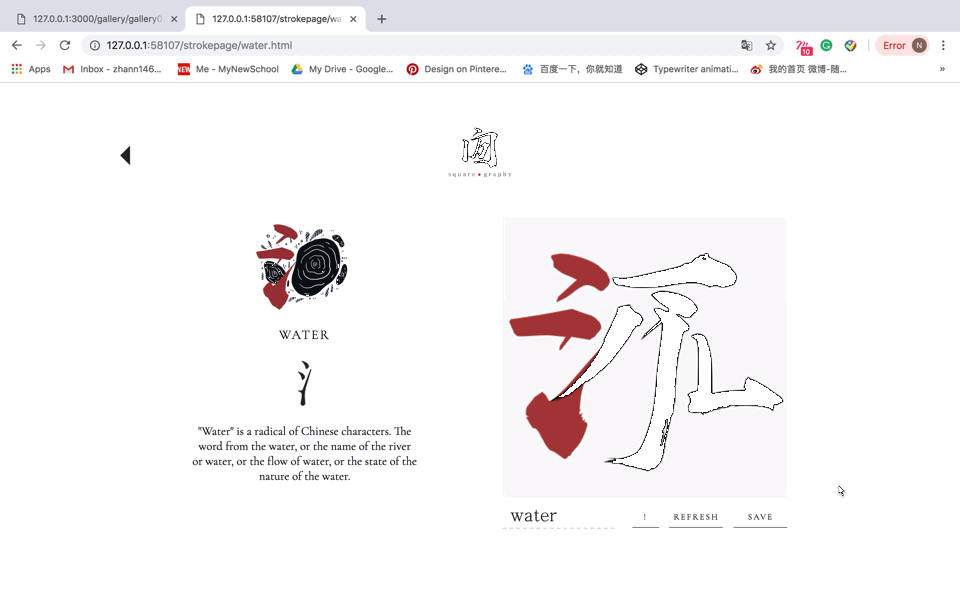 127.0.0.1:3000/gallery/gallery0
127.0.0.1:58107/strokepage/wat
127.0.0.1:58107/strokepage/water.html
10
Error N
Apps
Inbox - zhann146...
NEW Me - MyNewSchool
My Drive - Google...
Design on Pintere...
百度一下，你就知道
Typewriter animati...
我的首页 微博-随...
»
square•graphy
WATER
氵
"Water" is a radical of Chinese characters. The
word from the water, or the name of the river
or water, or the flow of water, or the state of the
nature of the water.
water
! REFRESH SAVE